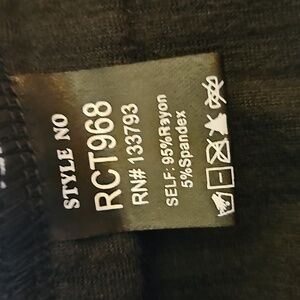 STYLE NO
RCT968
RN# 133793
SELF: 95%Rayon
5%Spandex